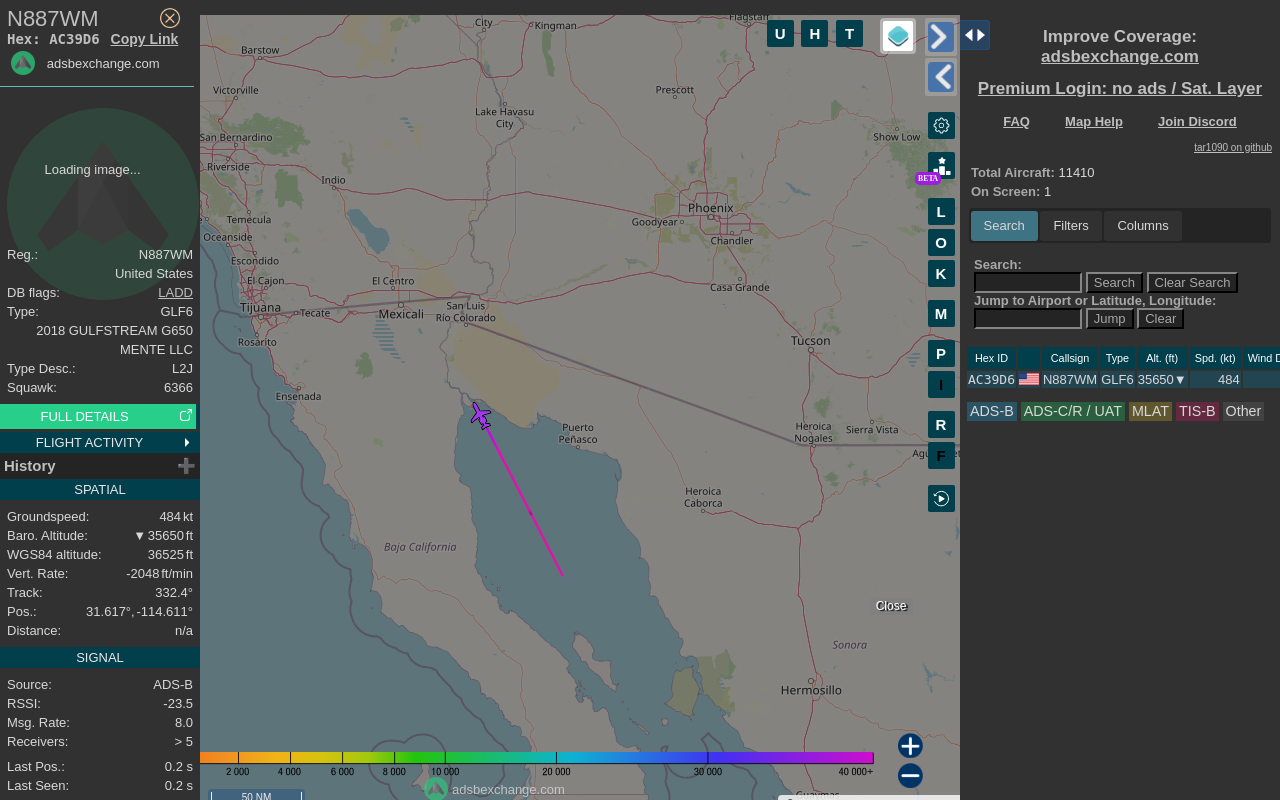 N887WM
Hex: AC39D6 Copy Link
adsbexchange.com
Loading image...
Reg.: N887WM
United States
DB flags: LADD
Type: GLF6
2018 GULFSTREAM G650
MENTE LLC
Type Desc.: L2J
Squawk: 6366
FULL DETAILS
FLIGHT ACTIVITY
History
SPATIAL
Groundspeed: 484 kt
Baro. Altitude: ▼ 35650 ft
WGS84 altitude: 36525 ft
Vert. Rate: -2048 ft/min
Track: 332.4°
Pos.: 31.617°, -114.611°
Distance: n/a
SIGNAL
Source: ADS-B
RSSI: -23.5
Msg. Rate: 8.0
Receivers: > 5
Last Pos.: 0.2 s
Last Seen: 0.2 s
City
Kingman
Flagstaff
Barstow
Victorville
Lake Havasu
City
Prescott
San Bernardino
Show Low
Riverside
Indio
Temecula
Phoenix
Goodyear
Oceanside
Chandler
Escondido
El Cajon
El Centro
Casa Grande
Tijuana
Tecate
Mexicali
San Luis
Río Colorado
Rosarito
Tucson
Ensenada
Puerto
Peñasco
Heroica
Nogales
Sierra Vista
Heroica
Caborca
Baja California
Sonora
Hermosillo
Guaymas
Close
U H T
BETA
L
O
K
M
P
I
R
F
2 000 4 000 6 000 8 000 10 000 20 000 30 000 40 000+
adsbexchange.com
50 NM
Improve Coverage:
adsbexchange.com
Premium Login: no ads / Sat. Layer
FAQ Map Help Join Discord
tar1090 on github
Total Aircraft: 11410
On Screen: 1
Search Filters Columns
Search:
Search Clear Search
Jump to Airport or Latitude, Longitude:
Jump Clear
Hex ID Callsign Type Alt. (ft) Spd. (kt) Wind D
AC39D6 N887WM GLF6 35650▼ 484
ADS-B ADS-C/R / UAT MLAT TIS-B Other